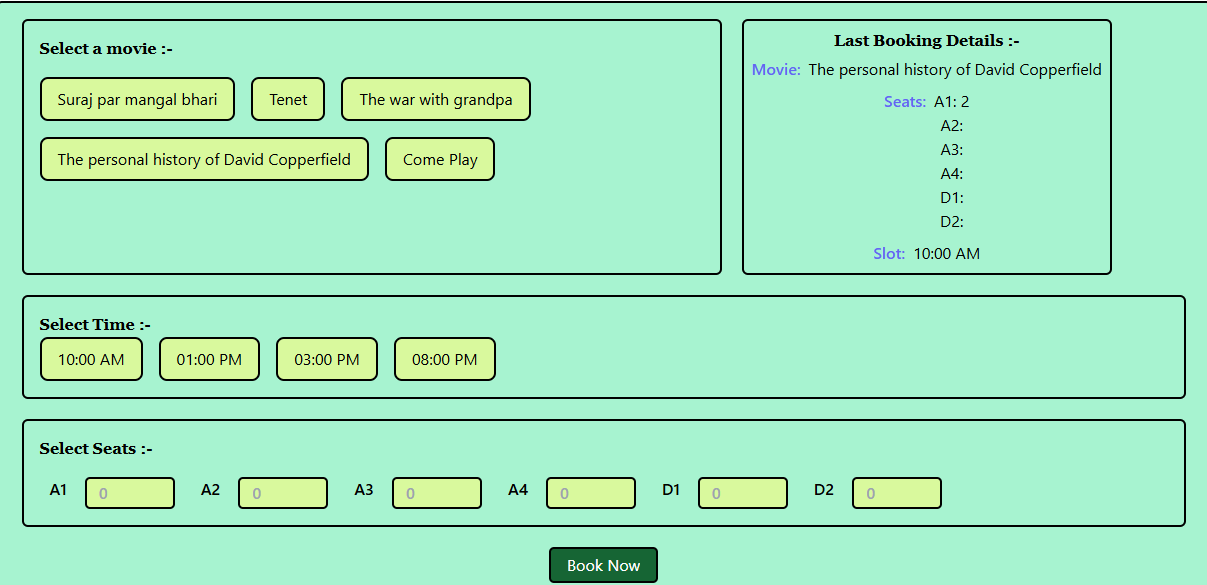 Select a movie :-
Suraj par mangal bhari
Tenet
The war with grandpa
The personal history of David Copperfield
Come Play
Last Booking Details :-
Movie: The personal history of David Copperfield
Seats: A1: 2
A2:
A3:
A4:
D1:
D2:
Slot: 10:00 AM
Select Time :-
10:00 AM
01:00 PM
03:00 PM
08:00 PM
Select Seats :-
A1 0 A2 0 A3 0 A4 0 D1 0 D2 0
Book Now